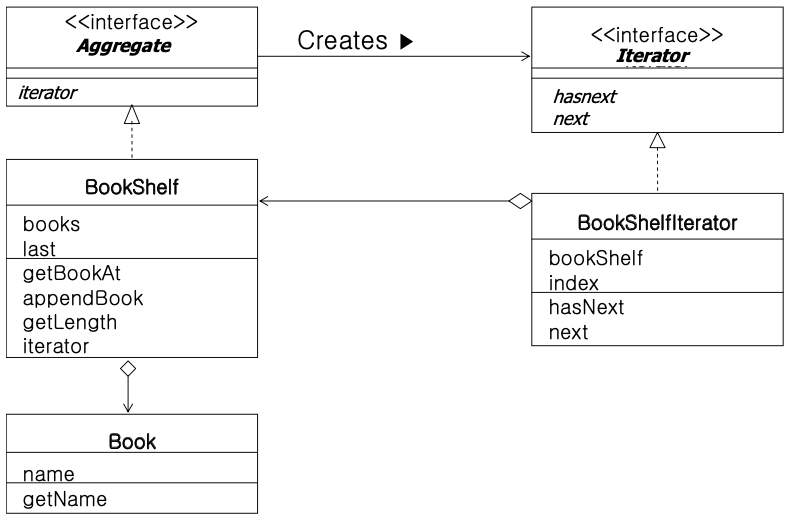 <<interface>>
Aggregate
iterator
Creates ▶
<<interface>>
Iterator
hasnext
next
BookShelf
books
last
getBookAt
appendBook
getLength
iterator
BookShelfIterator
bookShelf
index
hasNext
next
Book
name
getName